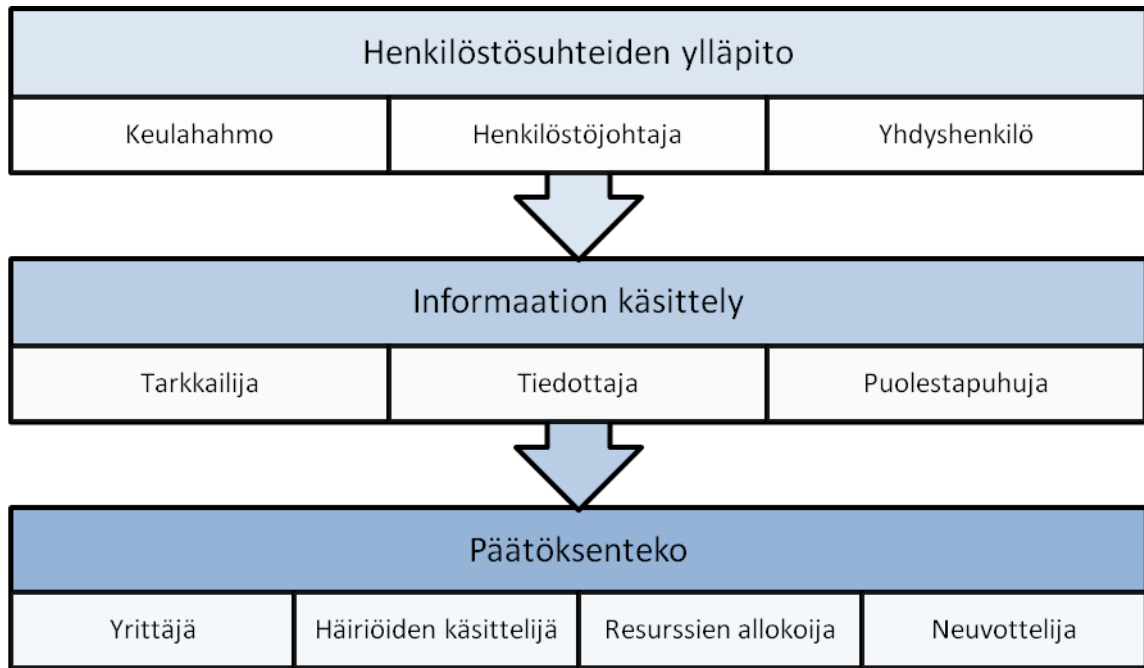 Henkilöstösuhteiden ylläpito
Keulahahmo Henkilöstöjohtaja Yhdyshenkilö
Informaation käsittely
Tarkkailija Tiedottaja Puolestapuhuja
Päätöksenteko
Yrittäjä Häiriöiden käsittelijä Resurssien allokoija Neuvottelija